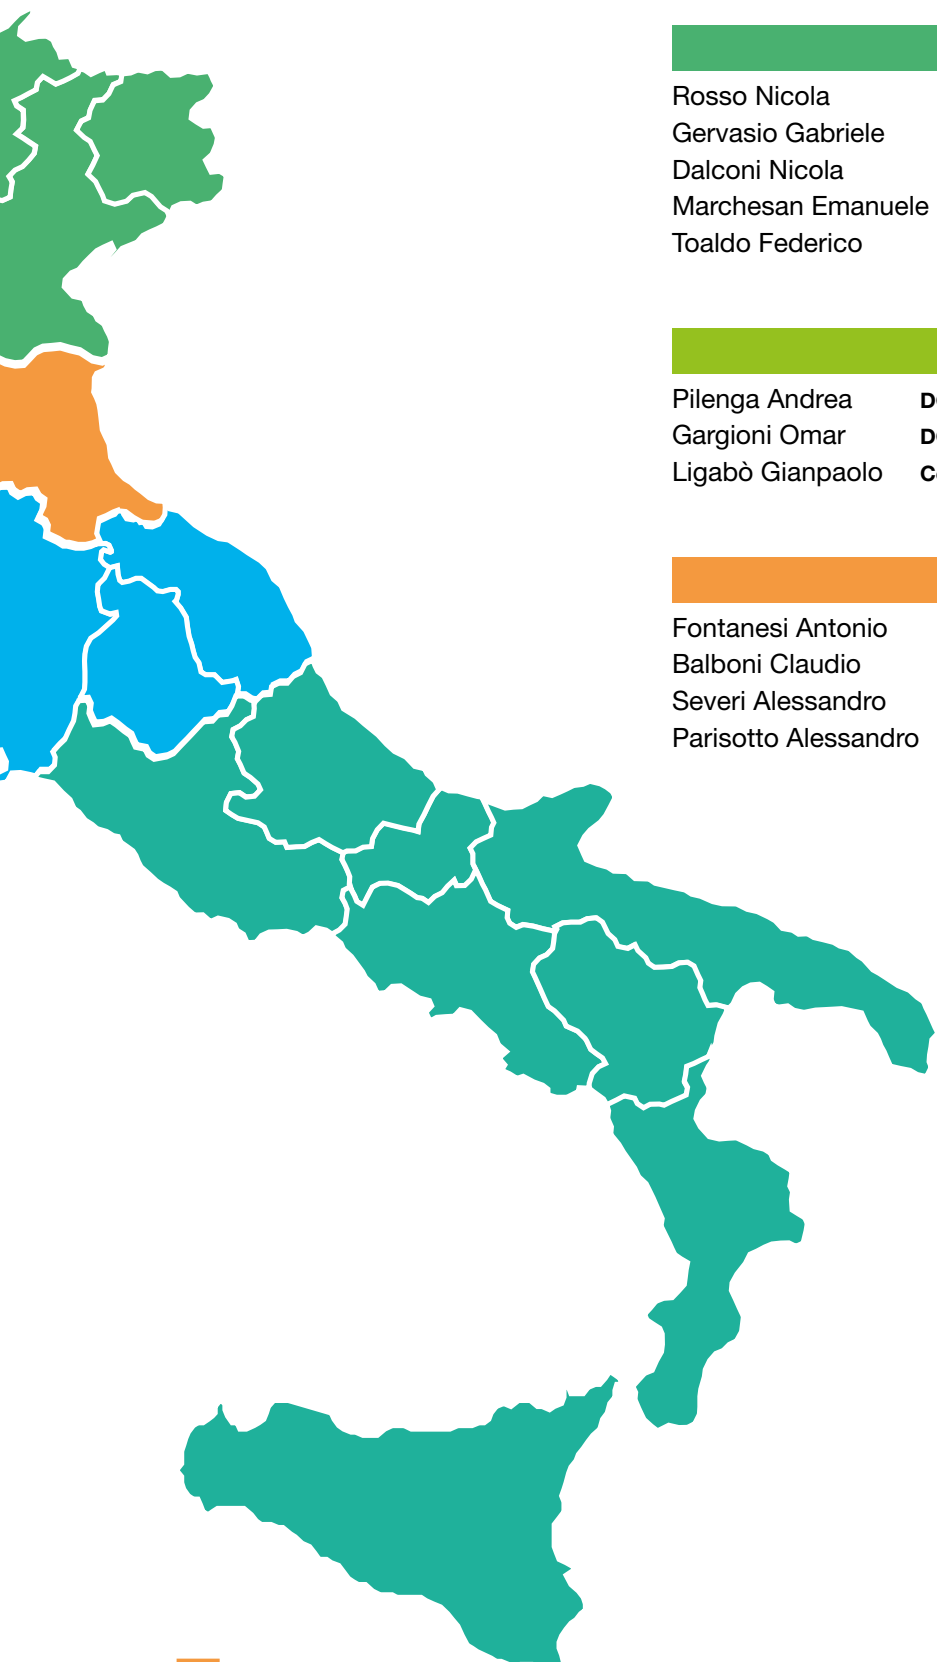 Rosso Nicola
Gervasio Gabriele
Dalconi Nicola
Marchesan Emanuele
Toaldo Federico
Pilenga Andrea
Gargioni Omar
Ligabò Gianpaolo
Fontanesi Antonio
Balboni Claudio
Severi Alessandro
Parisotto Alessandro